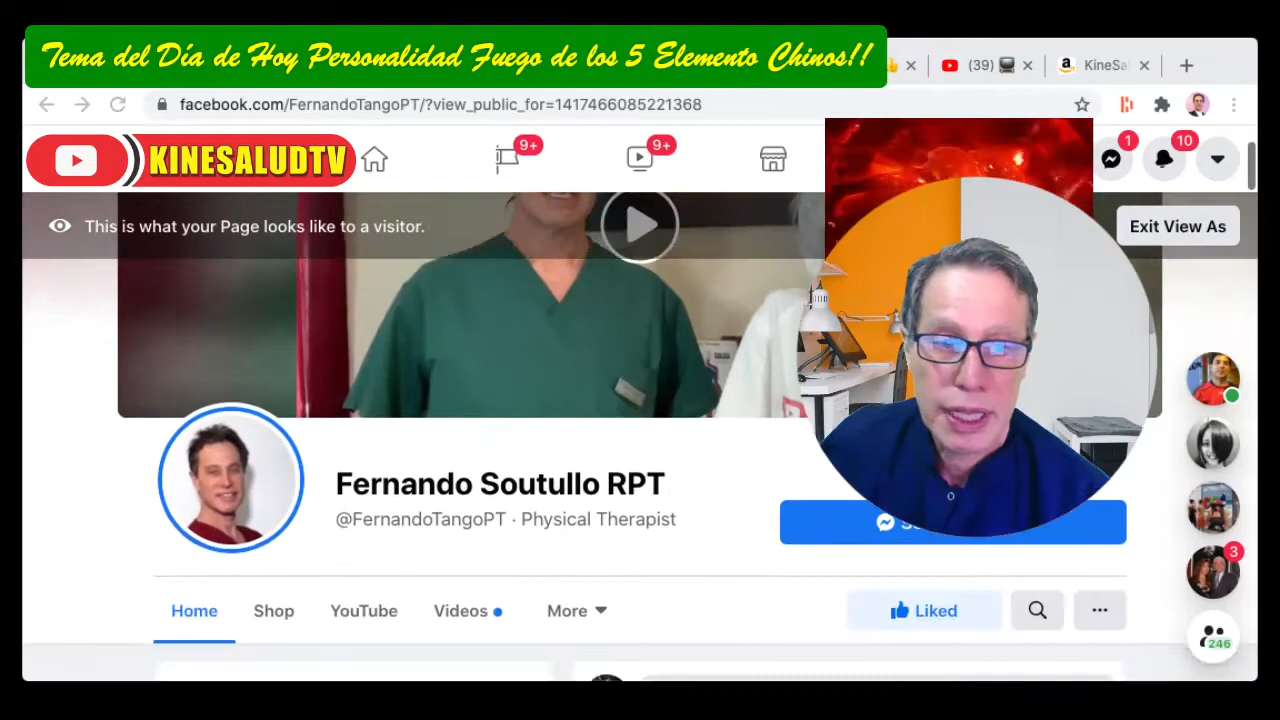 Tema del Día de Hoy Personalidad Fuego de los 5 Elemento Chinos!!
(39)
KineSa
facebook.com/FernandoTangoPT/?view_public_for=1417466085221368
KINESALUDTV
9+
9+
1
10
This is what your Page looks like to a visitor.
Exit View As
Fernando Soutullo RPT
@FernandoTangoPT · Physical Therapist
3
Home
Shop
YouTube
Videos
More
Liked
246